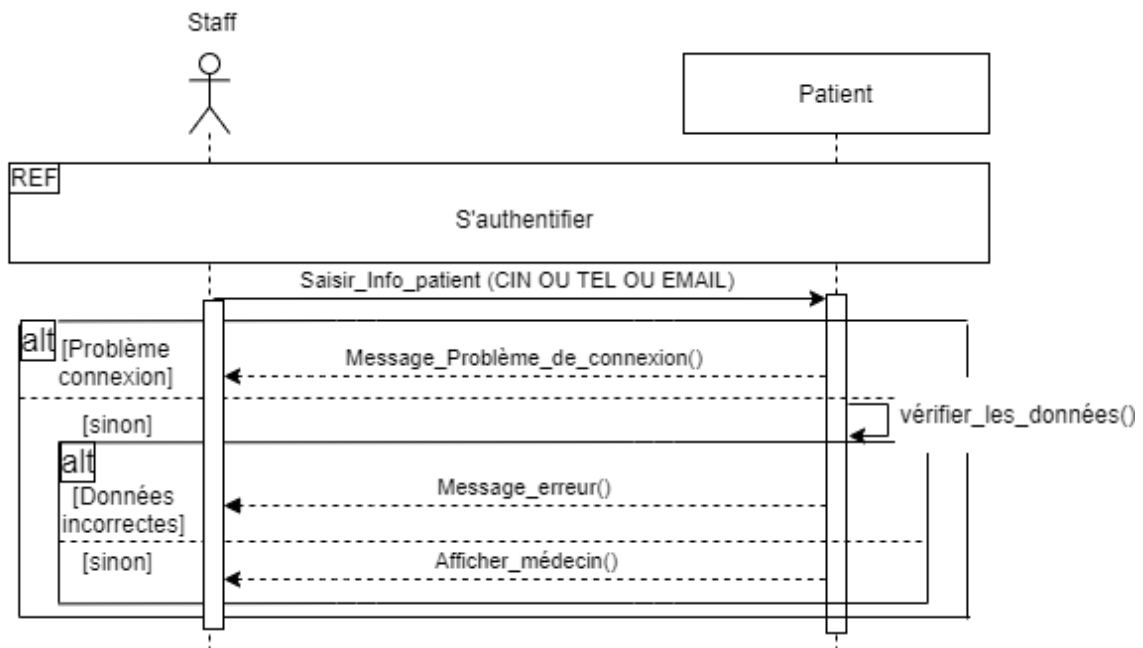 Staff
Patient
REF
S'authentifier
Saisir_Info_patient (CIN OU TEL OU EMAIL)
alt
[Problème
connexion]
Message_Problème_de_connexion()
[sinon]
vérifier_les_données()
alt
[Données
incorrectes]
Message_erreur()
[sinon]
Afficher_médecin()